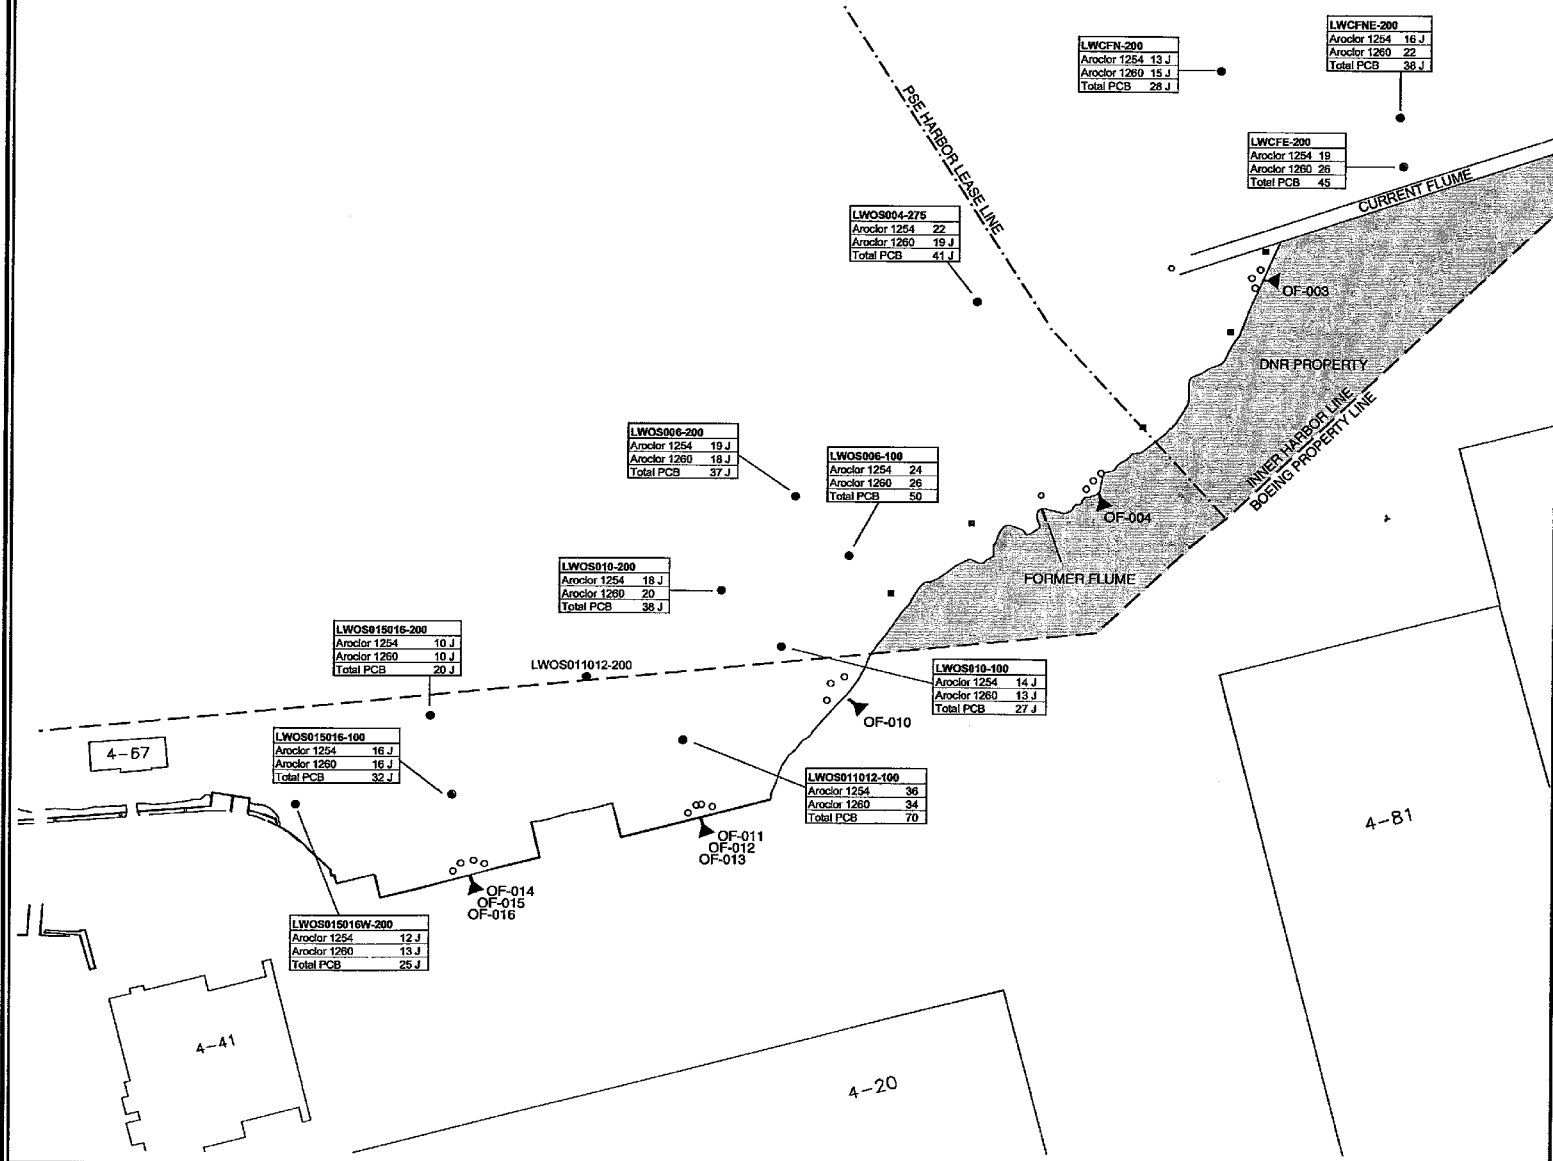 LWCFNE-200
Aroclor 1254 16 J
Aroclor 1260 22
Total PCB 38 J
LWCFN-200
Aroclor 1254 13 J
Aroclor 1260 15 J
Total PCB 28 J
PSE HARBOR LEASE LINE
LWCFE-200
Aroclor 1254 19
Aroclor 1260 26
Total PCB 45
CURRENT FLUME
LWOS004-275
Aroclor 1254 22
Aroclor 1260 19 J
Total PCB 41 J
OF-003
DNR PROPERTY
INNER HARBOR LINE
BOEING PROPERTY LINE
LWOS006-200
Aroclor 1254 19 J
Aroclor 1260 18 J
Total PCB 37 J
LWOS006-100
Aroclor 1254 24
Aroclor 1260 26
Total PCB 50
OF-004
FORMER FLUME
LWOS010-200
Aroclor 1254 18 J
Aroclor 1260 20
Total PCB 38 J
LWOS015016-200
Aroclor 1254 10 J
Aroclor 1260 10 J
Total PCB 20 J
LWOS011012-200
LWOS010-100
Aroclor 1254 14 J
Aroclor 1260 13 J
Total PCB 27 J
OF-010
4-67
LWOS015016-100
Aroclor 1254 16 J
Aroclor 1260 16 J
Total PCB 32 J
LWOS011012-100
Aroclor 1254 36
Aroclor 1260 34
Total PCB 70
4-81
OF-011
OF-012
OF-013
OF-014
OF-015
OF-016
LWOS015016W-200
Aroclor 1254 12 J
Aroclor 1260 13 J
Total PCB 25 J
4-41
4-20